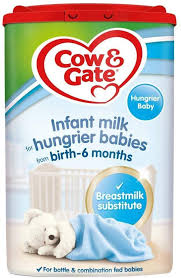 Cow & Gate
Hungrier
Baby
Infant milk
for hungrier babies
from birth-6 months
Breastmilk
substitute
For bottle & combination fed babies